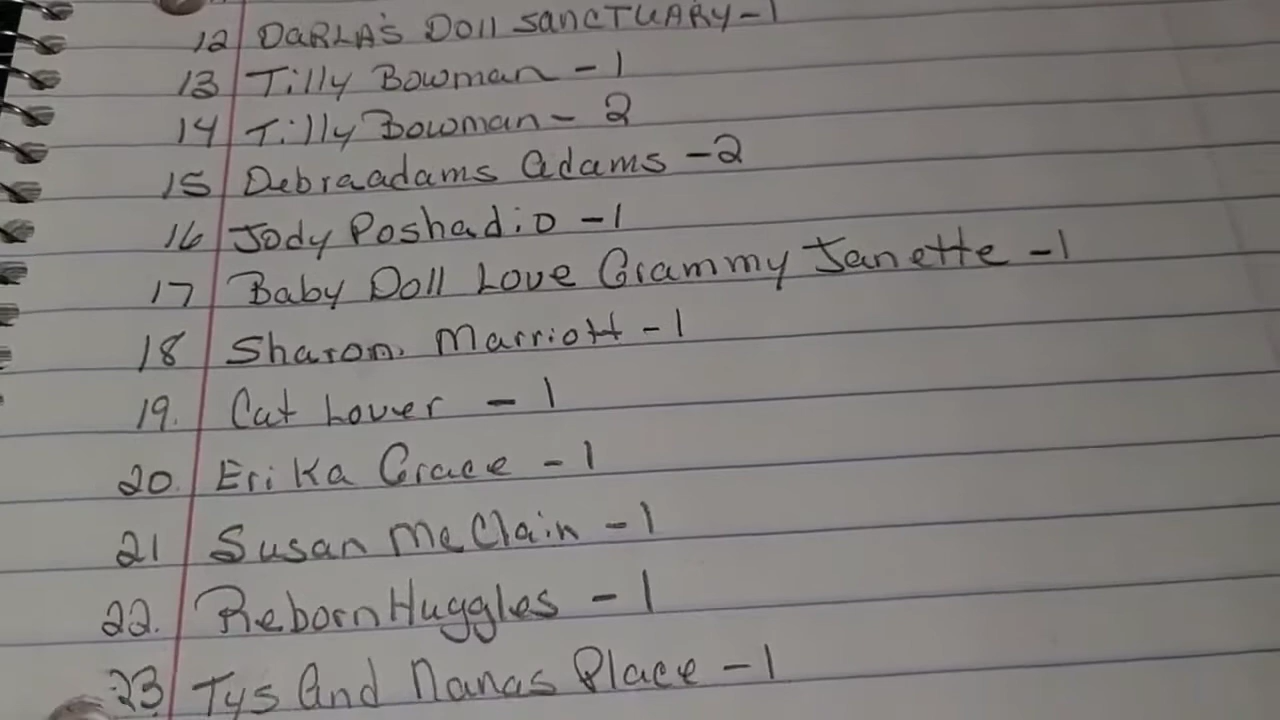 12 DARLA'S Doll SANCTUARY-1
13 Tilly Bowman - 1
14 Tilly Bowman - 2
15 Debraadams Adams -2
16 Jody Poshadio -1
17 Baby Doll Love Grammy Janette -1
18 Sharon. Marriott -1
19. Cat Lover - 1
20. Erika Grace -1
21 Susan McClain -1
22. RebornHuggles -1
23 Tys And Nanas Place -1